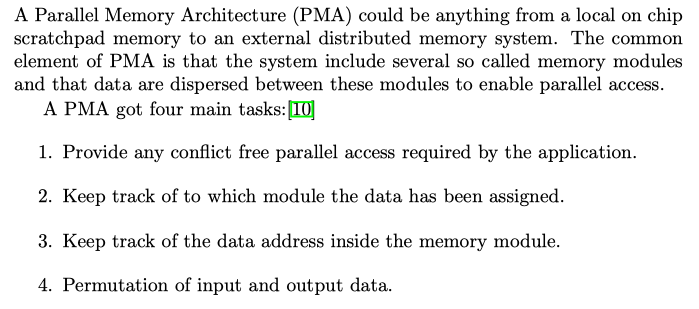 A Parallel Memory Architecture (PMA) could be anything from a local on chip
scratchpad memory to an external distributed memory system. The common
element of PMA is that the system include several so called memory modules
and that data are dispersed between these modules to enable parallel access.
A PMA got four main tasks:[10]
1. Provide any conflict free parallel access required by the application.
2. Keep track of to which module the data has been assigned.
3. Keep track of the data address inside the memory module.
4. Permutation of input and output data.